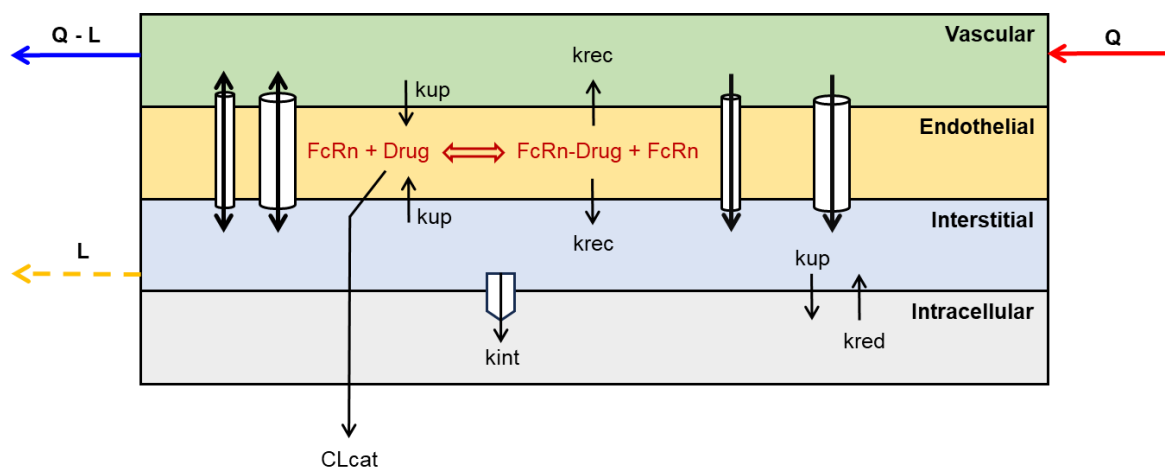 Q - L
Vascular
Q
krec
kup
Endothelial
FcRn + Drug
FcRn-Drug + FcRn
kup
krec
Interstitial
L
kup
Intracellular
kred
kint
CLcat